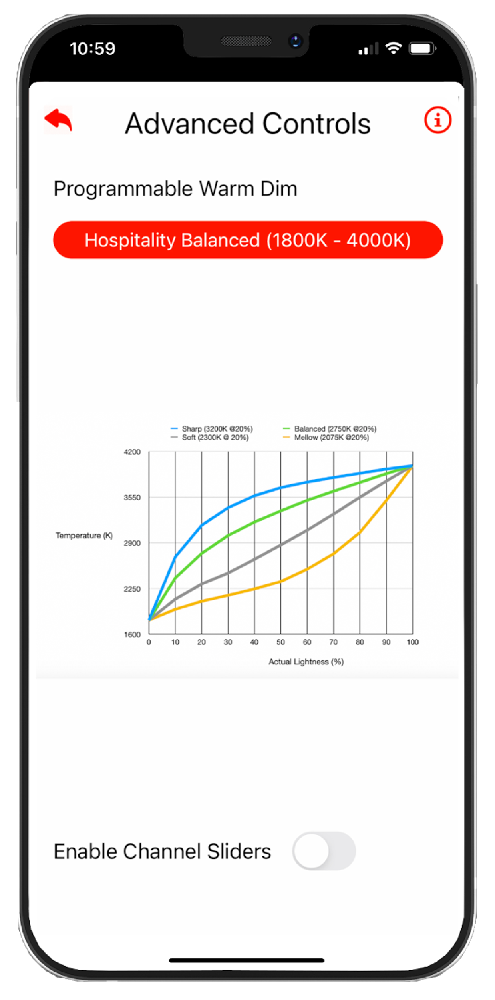 10:59
Advanced Controls
Programmable Warm Dim
Hospitality Balanced (1800K - 4000K)
Sharp (3200K @20%) Balanced (2750K @20%)
Soft (2300K @ 20%) Mellow (2075K @20%)
4200
3550
Temperature (K)
2900
2250
1600
0 10 20 30 40 50 60 70 80 90 100
Actual Lightness (%)
Enable Channel Sliders